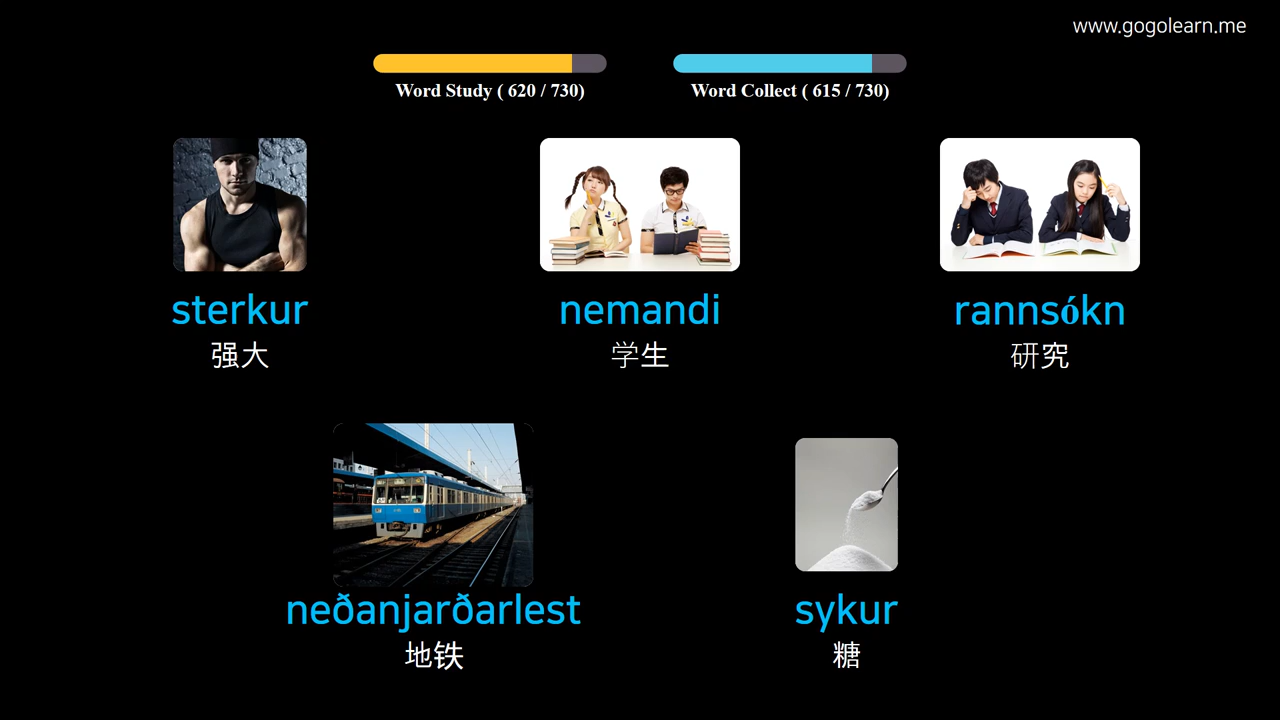 www.gogolearn.me
Word Study ( 620 / 730)
Word Collect ( 615 / 730)
sterkur
强大
nemandi
学生
rannsókn
研究
neðanjarðarlest
地铁
sykur
糖